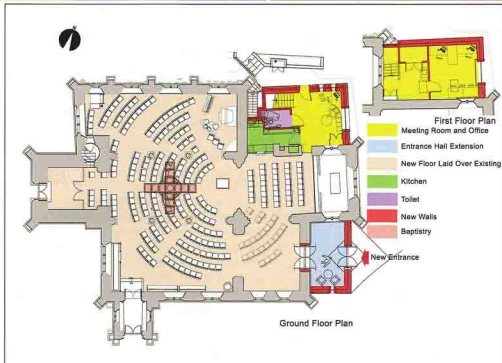 First Floor Plan
Meeting Room and Office
Entrance Hall Extension
New Floor Laid Over Existing
Kitchen
Toilet
New Walls
Baptistry
New Entrance
Ground Floor Plan